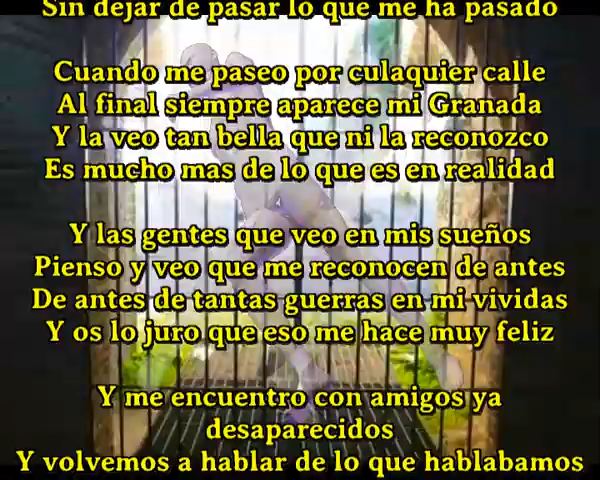 Sin dejar de pasar lo que me ha pasado
Cuando me paseo por culaquier calle
Al final siempre aparece mi Granada
Y la veo tan bella que ni la reconozco
Es mucho mas de lo que es en realidad
Y las gentes que veo en mis sueños
Pienso y veo que me reconocen de antes
De antes de tantas guerras en mi vividas
Y os lo juro que eso me hace muy feliz
Y me encuentro con amigos ya
desaparecidos
Y volvemos a hablar de lo que hablabamos